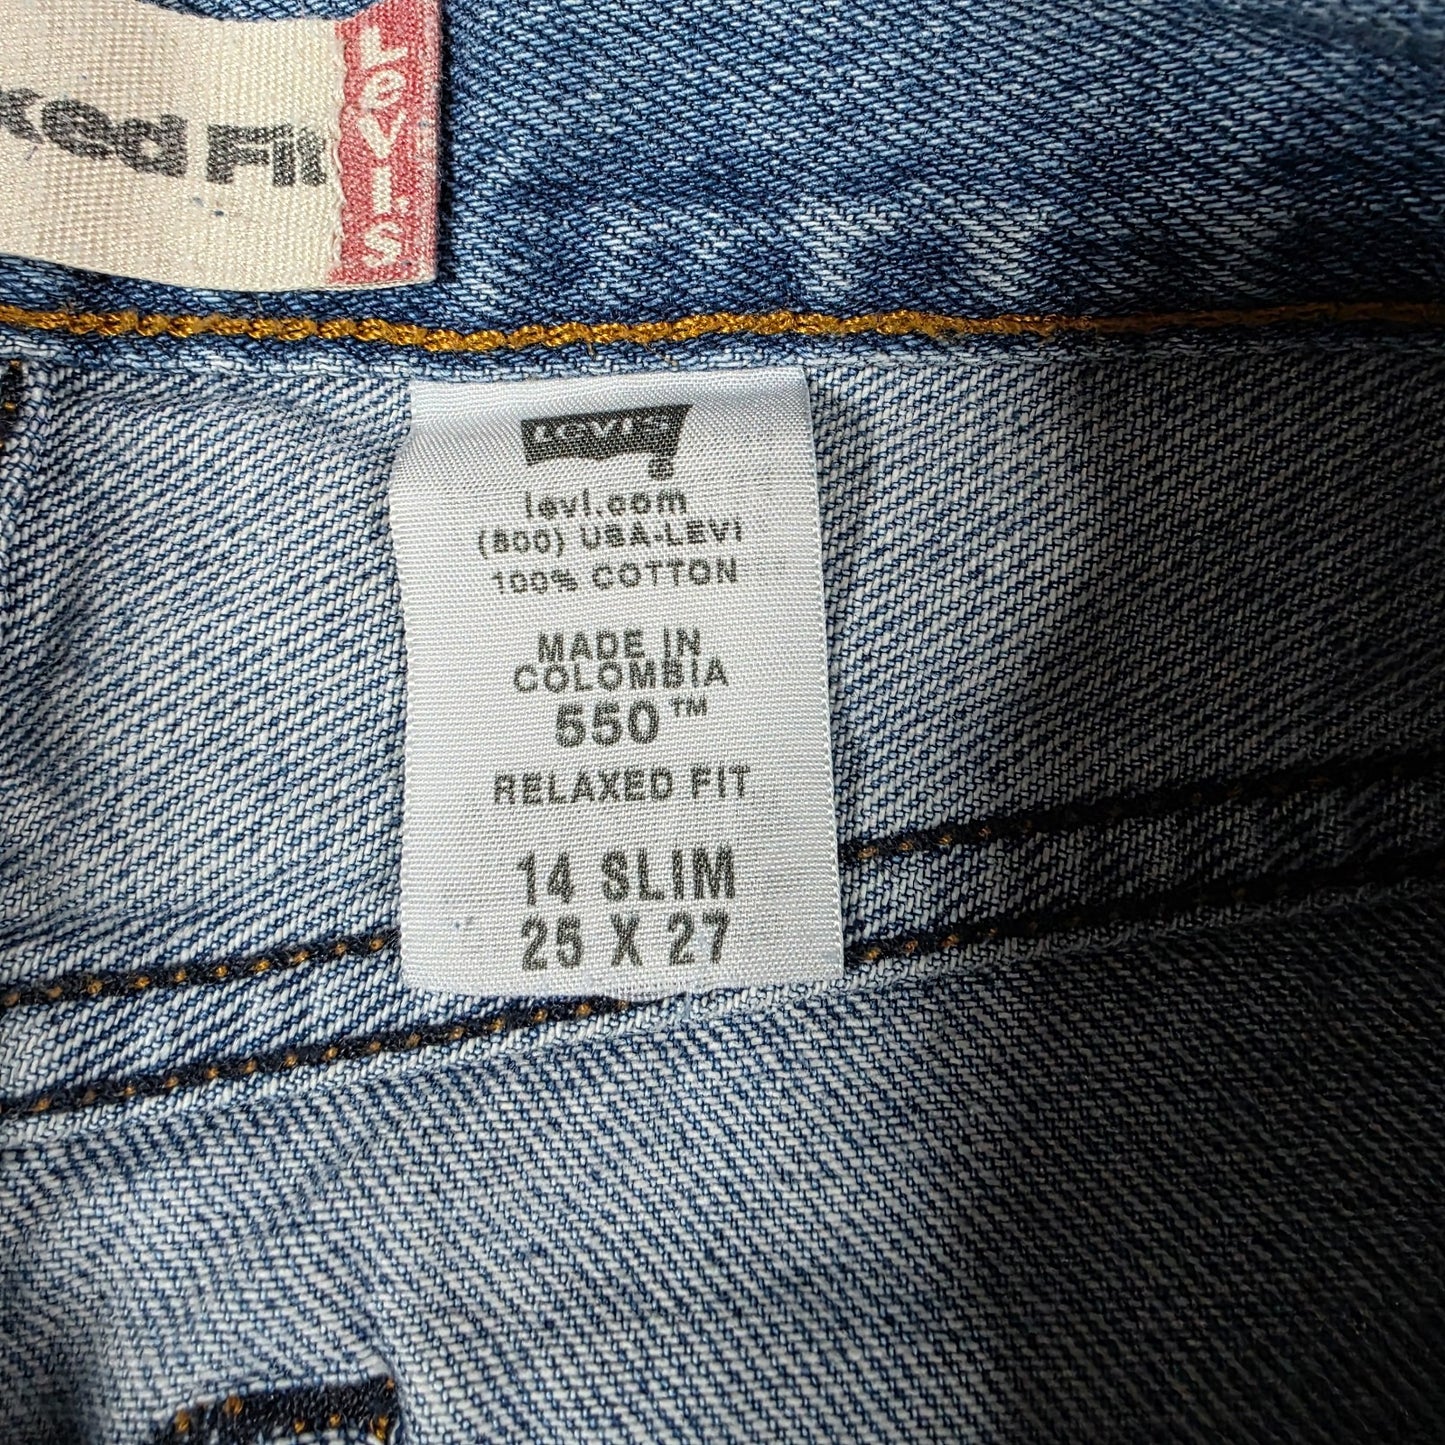 xed Fit
Levi's
LEVI'S
®
levi.com
(800) USA-LEVI
100% COTTON
MADE IN
COLOMBIA
550™
RELAXED FIT
14 SLIM
25 X 27